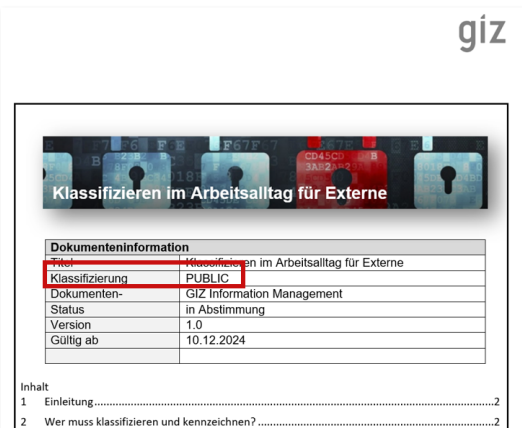 giz
Klassifizieren im Arbeitsalltag für Externe
Dokumenteninformation
Titel Klassifizieren im Arbeitsalltag für Externe
Klassifizierung PUBLIC
Dokumenten- GIZ Information Management
Status in Abstimmung
Version 1.0
Gültig ab 10.12.2024
Inhalt
1 Einleitung........................................................2
2 Wer muss klassifizieren und kennzeichnen?........................................................2